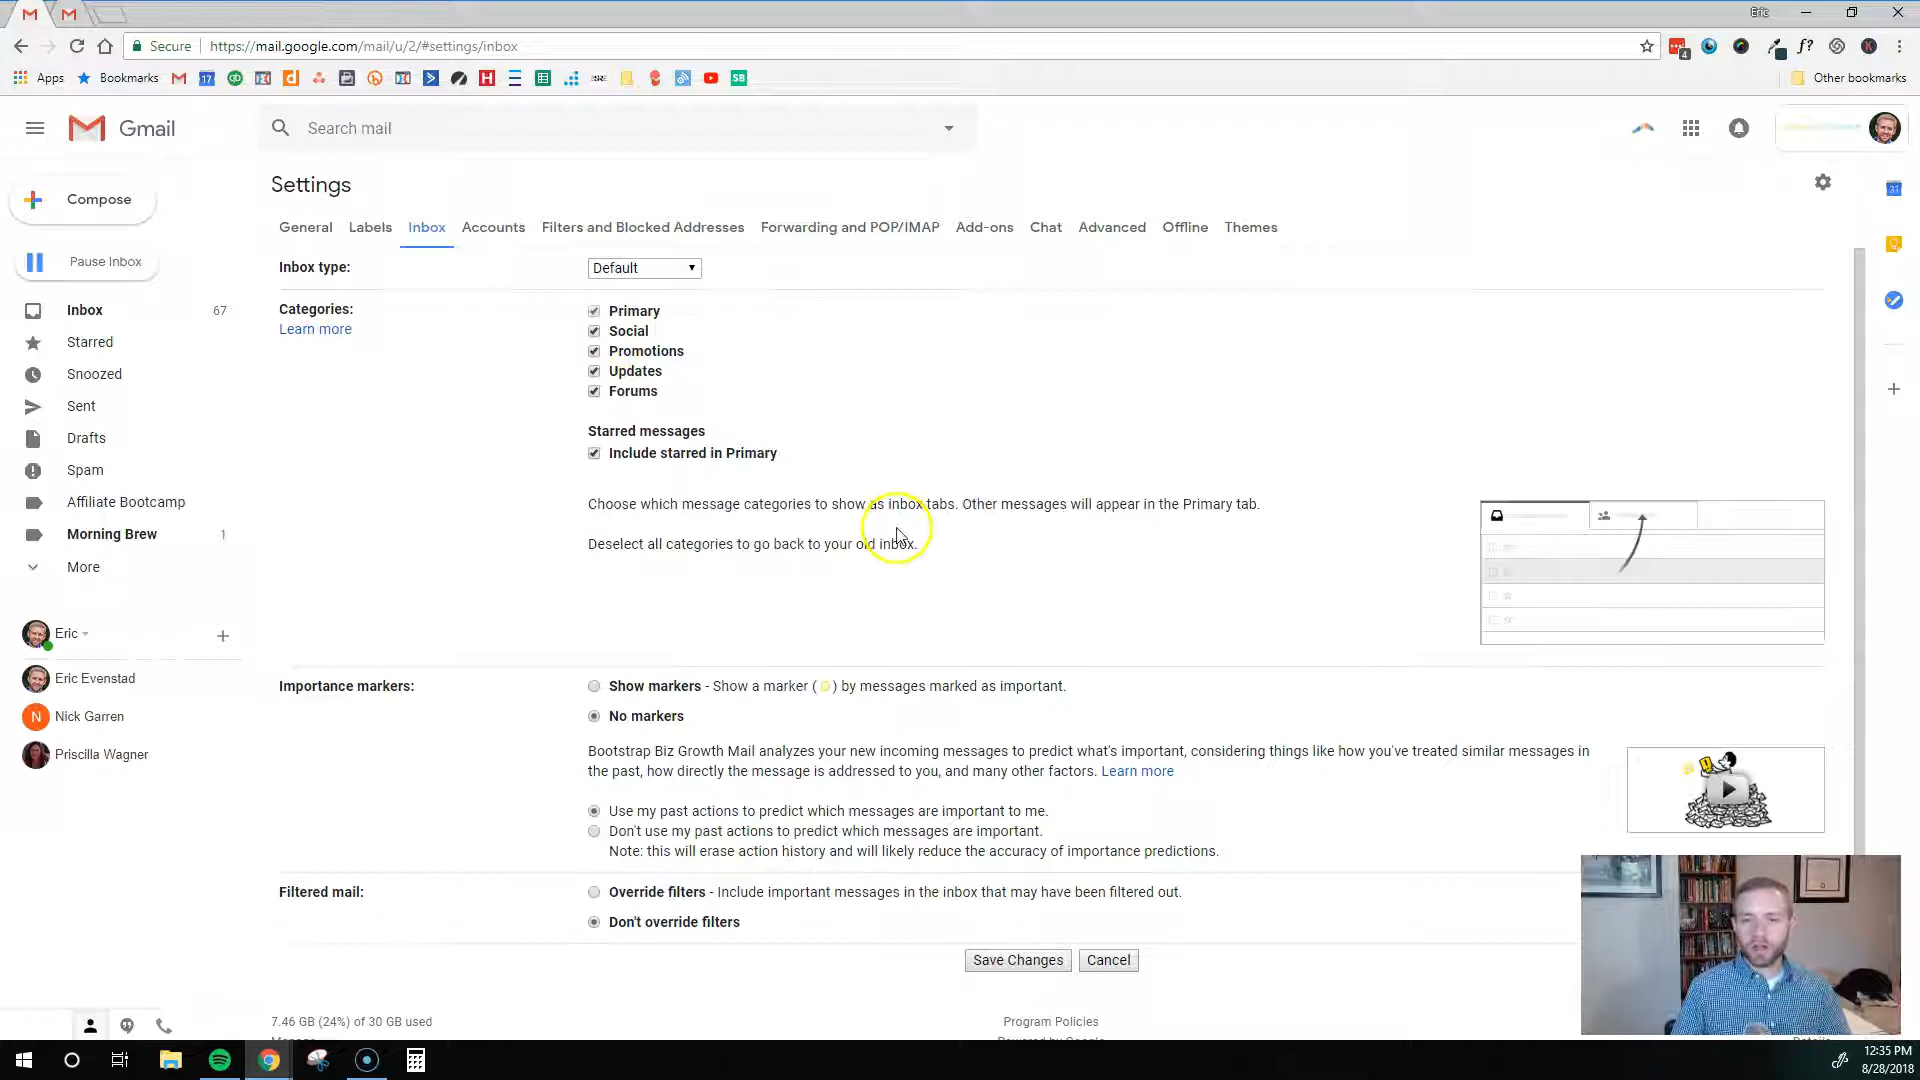 Eric
Secure
https://mail.google.com/mail/u/2/#settings/inbox
4
Apps
Bookmarks
17
SB
Other bookmarks
Gmail
Search mail
Settings
31
Compose
General
Labels
Inbox
Accounts
Filters and Blocked Addresses
Forwarding and POP/IMAP
Add-ons
Chat
Advanced
Offline
Themes
Pause Inbox
Inbox type:
Default
Inbox 67
Starred
Snoozed
Sent
Drafts
Spam
Affiliate Bootcamp
Morning Brew 1
More
Categories:
Learn more
Primary
Social
Promotions
Updates
Forums
Starred messages
Include starred in Primary
Choose which message categories to show as inbox tabs. Other messages will appear in the Primary tab.
Deselect all categories to go back to your old inbox.
Eric
Eric Evenstad
N
Nick Garren
Priscilla Wagner
Importance markers:
Show markers - Show a marker ( ) by messages marked as important.
No markers
Bootstrap Biz Growth Mail analyzes your new incoming messages to predict what's important, considering things like how you've treated similar messages in
the past, how directly the message is addressed to you, and many other factors. Learn more
Use my past actions to predict which messages are important to me.
Don't use my past actions to predict which messages are important.
Note: this will erase action history and will likely reduce the accuracy of importance predictions.
Filtered mail:
Override filters - Include important messages in the inbox that may have been filtered out.
Don't override filters
Save Changes
Cancel
7.46 GB (24%) of 30 GB used
Program Policies
12:35 PM
8/28/2018